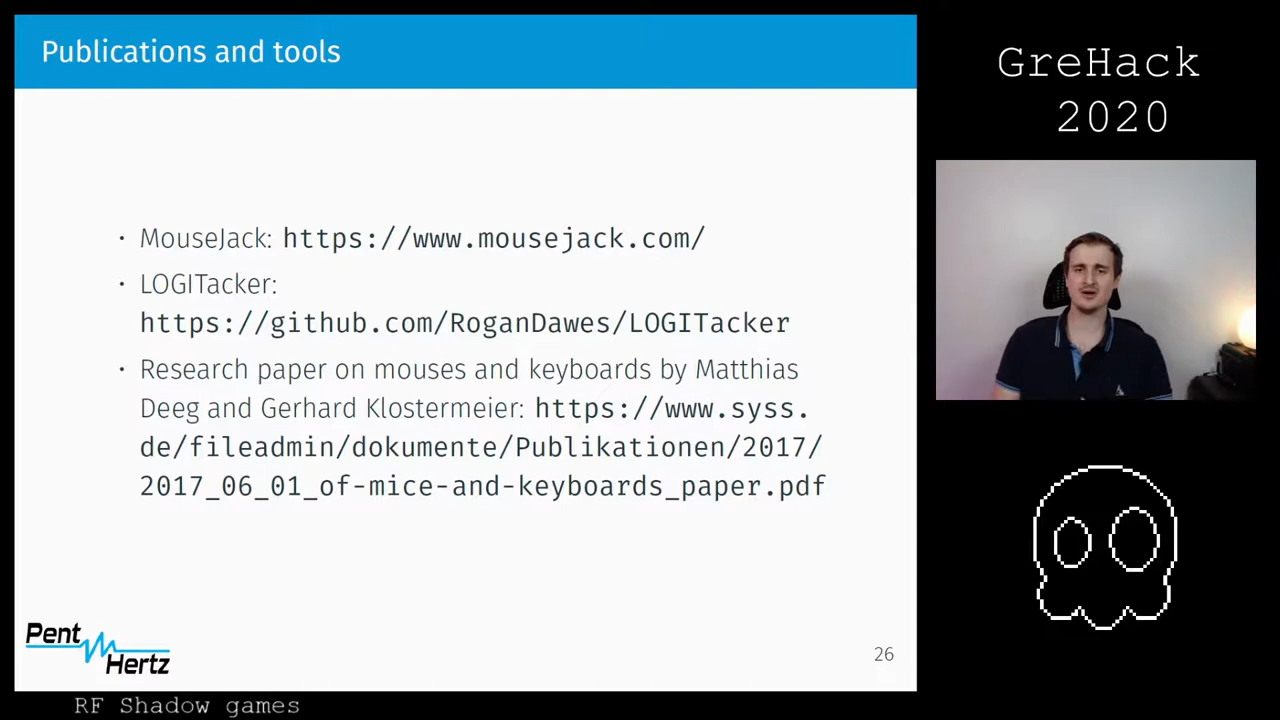 Publications and tools
GreHack
2020
· MouseJack: https://www.mousejack.com/
· LOGITacker:
https://github.com/RoganDawes/LOGITacker
· Research paper on mouses and keyboards by Matthias
Deeg and Gerhard Klostermeier: https://www.syss.
de/fileadmin/dokumente/Publikationen/2017/
2017_06_01_of-mice-and-keyboards_paper.pdf
Pent
Hertz
26
RF Shadow games